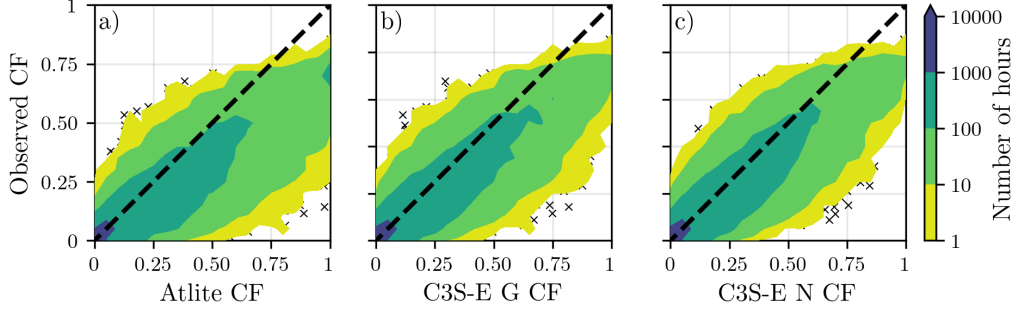 a)
b)
c)
1
0.75
0.50
0.25
0
Observed CF
0 0.25 0.50 0.75 1
Atlite CF
0 0.25 0.50 0.75 1
C3S-E G CF
0 0.25 0.50 0.75 1
C3S-E N CF
10000
1000
100
10
1
Number of hours